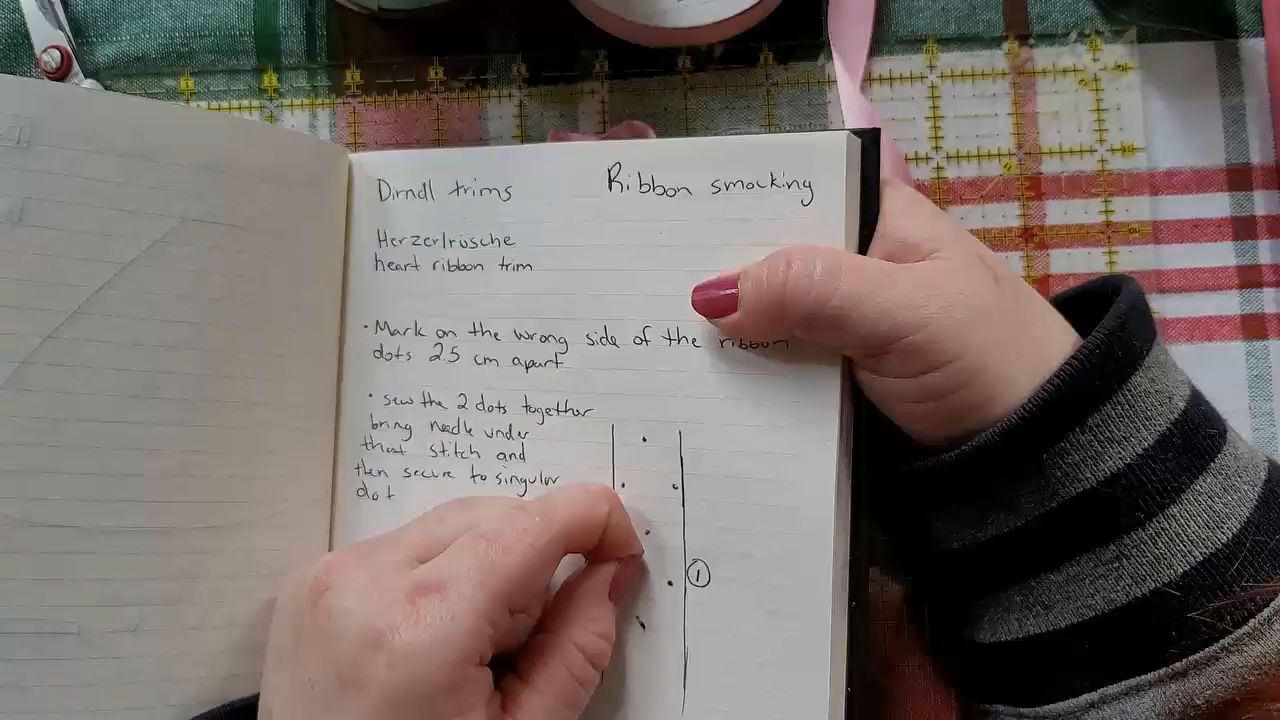 Dirndl trims
Ribbon smocking
Herzerlrüsche
heart ribbon trim
• Mark on the wrong side of the ribbon
dots 2.5 cm apart
• sew the 2 dots together
bring needle under
that stitch and
then secure to singular
dot
1